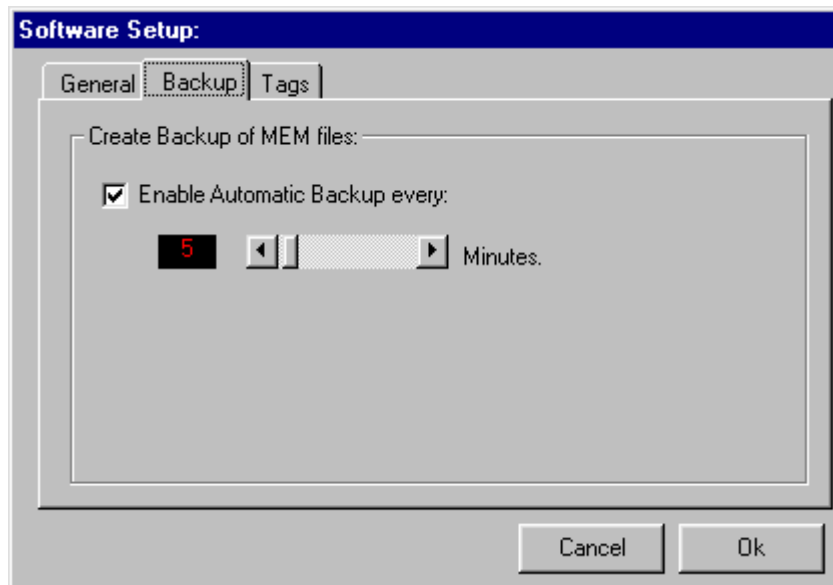 Software Setup:
General Backup Tags
Create Backup of MEM files:
Enable Automatic Backup every:
5 Minutes.
Cancel Ok